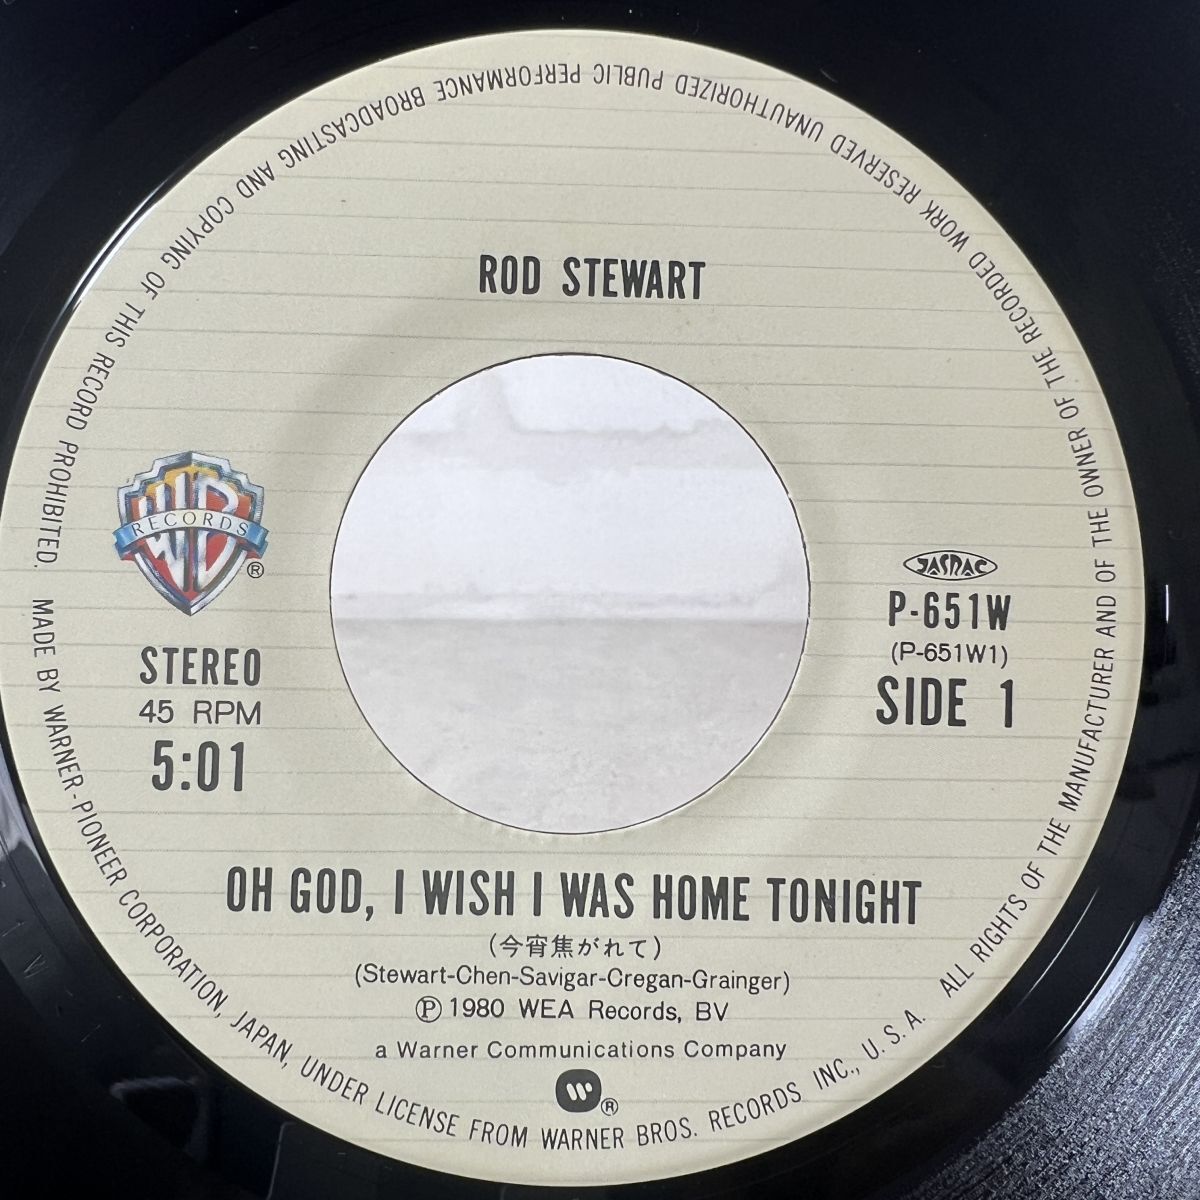 ROD STEWART
WB
RECORDS
®
STEREO
45 RPM
5:01
JASRAC
P-651W
(P-651W1)
SIDE 1
OH GOD, I WISH I WAS HOME TONIGHT
(今宵焦がれて)
(Stewart-Chen-Savigar-Cregan-Grainger)
Ⓟ 1980 WEA Records, BV
a Warner Communications Company
W®
MADE BY WARNER-PIONEER CORPORATION, JAPAN, UNDER LICENSE FROM WARNER BROS. RECORDS INC., U.S.A.
ALL RIGHTS OF THE MANUFACTURER AND OF THE OWNER OF THE RECORDED WORK RESERVED UNAUTHORIZED PUBLIC PERFORMANCE BROADCASTING AND COPYING OF THIS RECORD PROHIBITED.